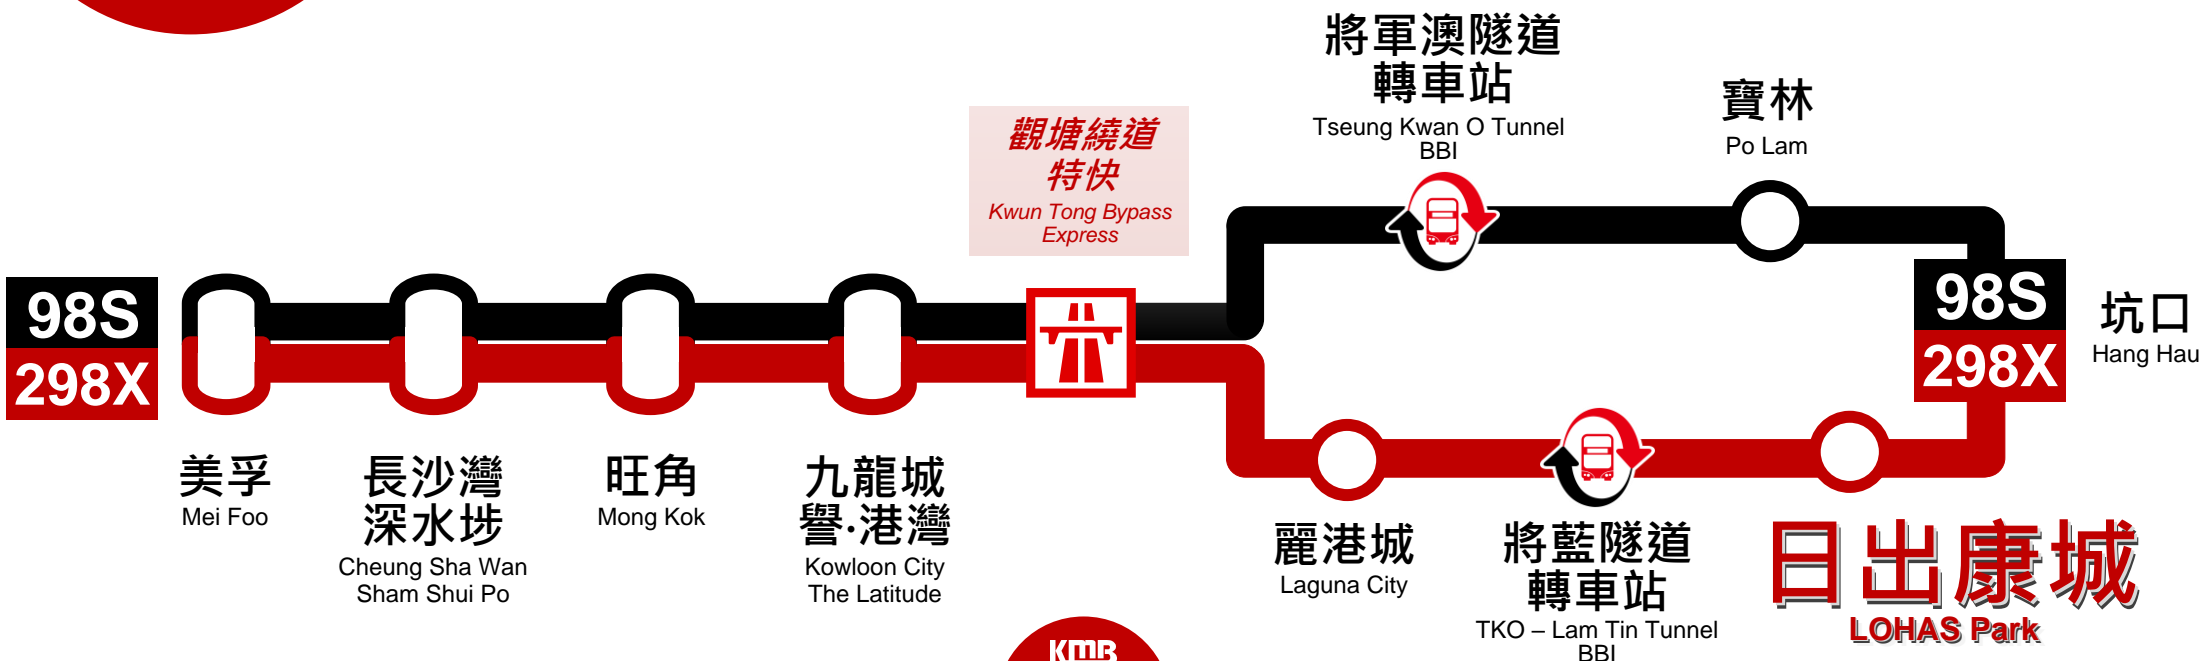 將軍澳隧道
轉車站
Tseung Kwan O Tunnel
BBI
寶林
Po Lam
觀塘繞道
特快
Kwun Tong Bypass
Express
98S
298X
98S
298X
坑口
Hang Hau
美孚
Mei Foo
長沙灣
深水埗
Cheung Sha Wan
Sham Shui Po
旺角
Mong Kok
九龍城
譽·港灣
Kowloon City
The Latitude
麗港城
Laguna City
將藍隧道
轉車站
TKO – Lam Tin Tunnel
BBI
日出康城
LOHAS Park
KMB